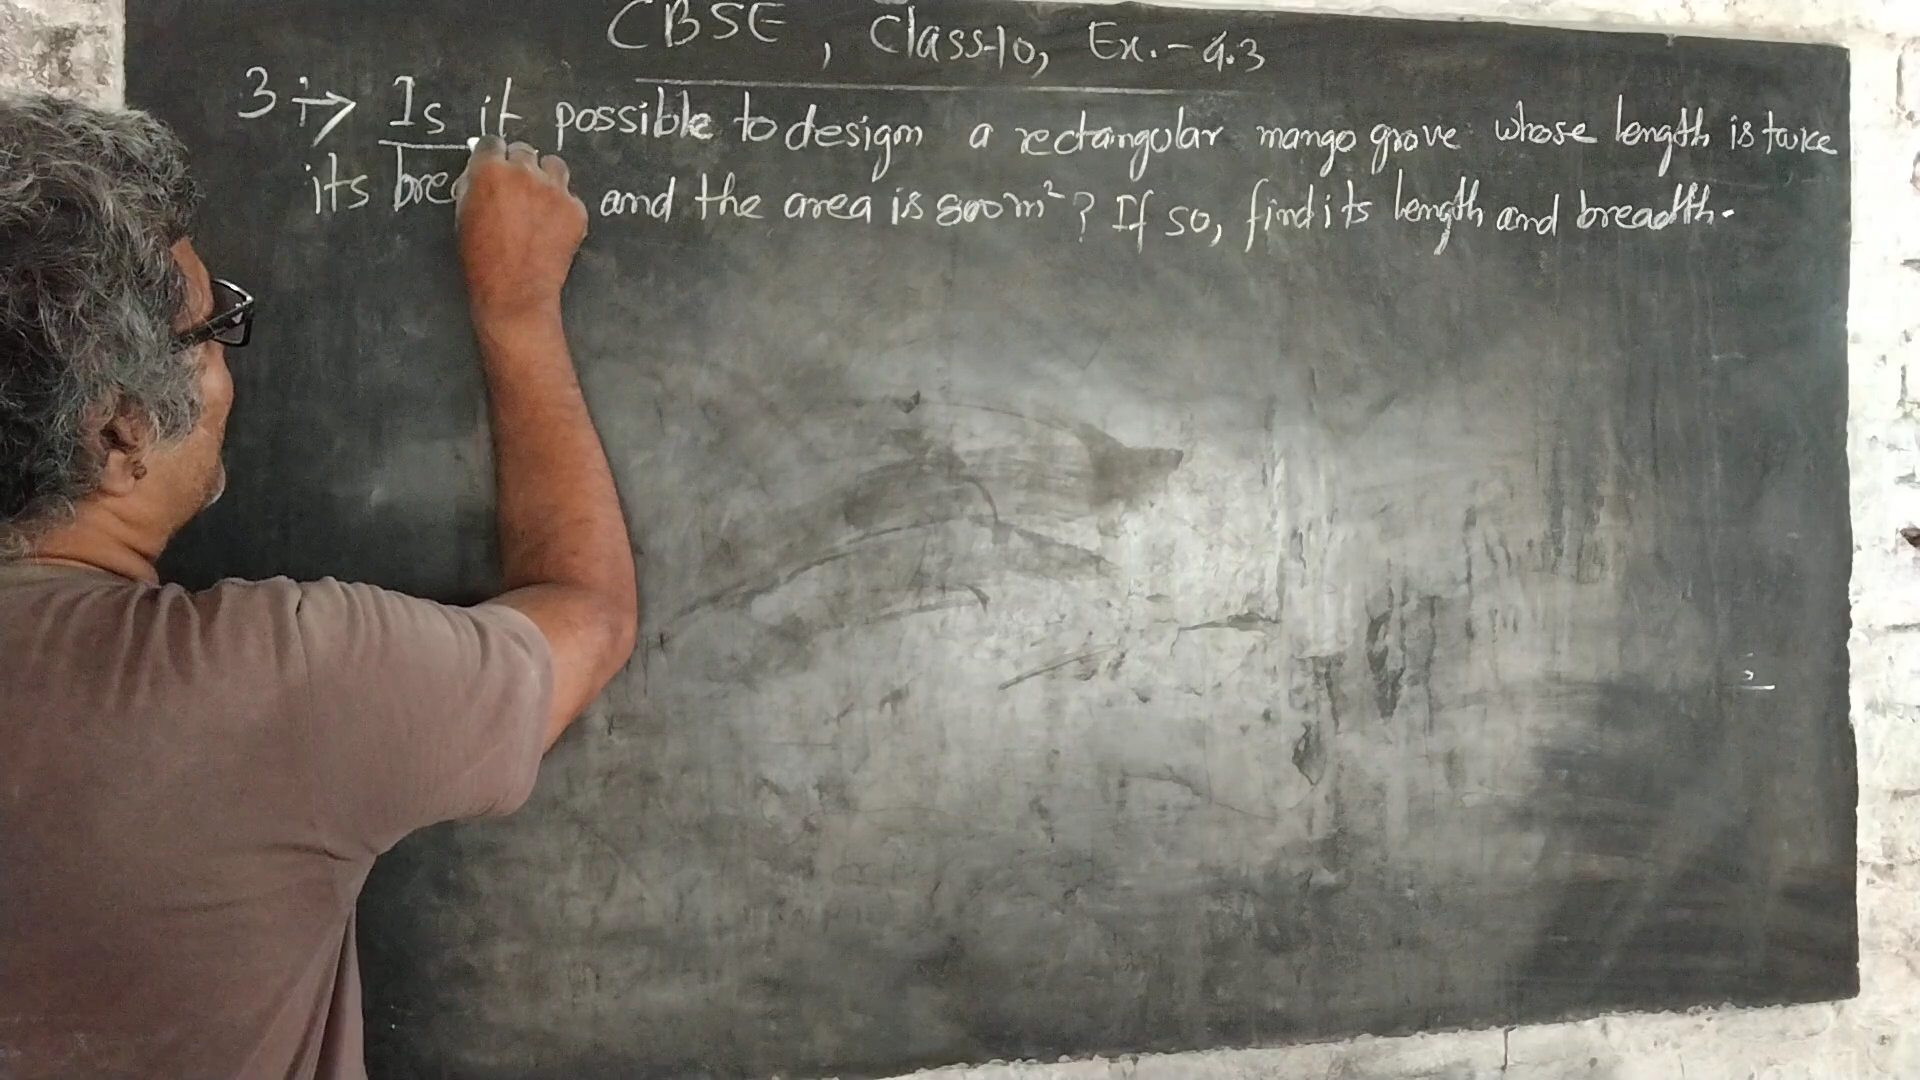 CBSE, Class-10, Ex.-4.3
3 → Is it possible to design a rectangular mango grove whose length is twice
its and the area is 800m²? If so, find its length and breadth.